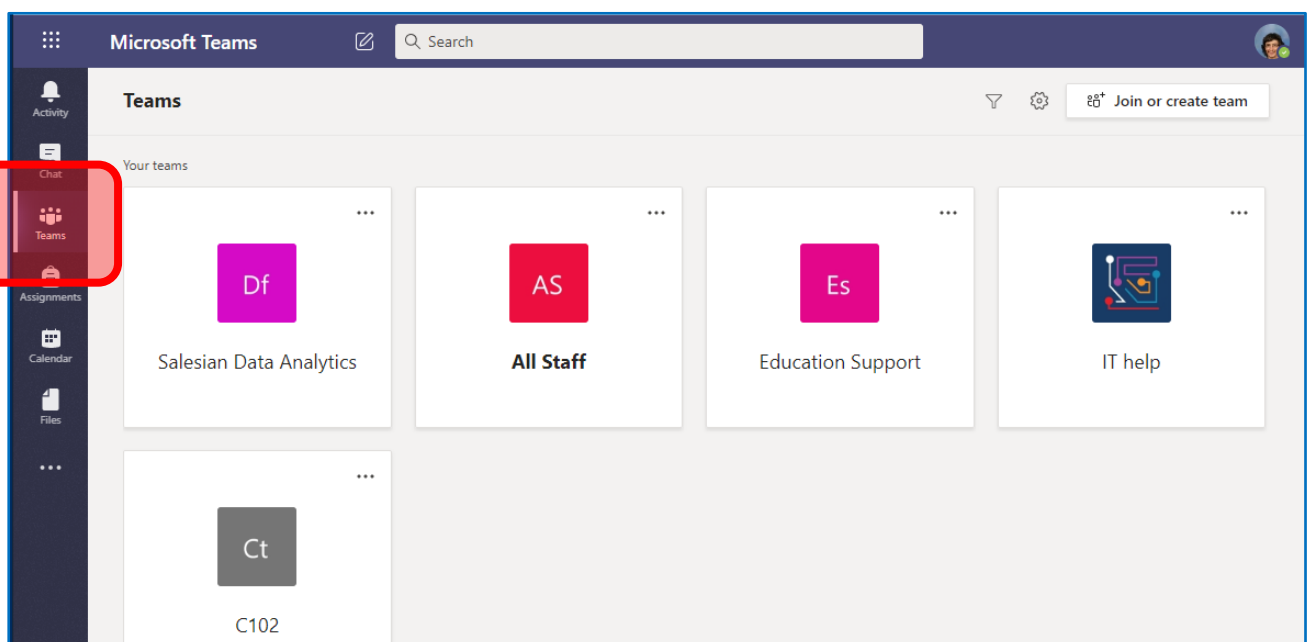 Microsoft Teams
Search
Activity
Chat
Teams
Assignments
Calendar
Files
Teams
Join or create team
Your teams
Df
Salesian Data Analytics
AS
All Staff
Es
Education Support
IT help
Ct
C102